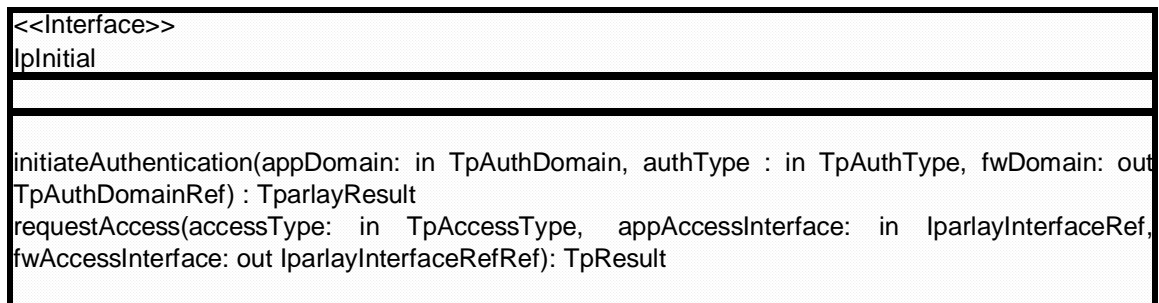 <<Interface>>
IpInitial
initiateAuthentication(appDomain: in TpAuthDomain, authType : in TpAuthType, fwDomain: out
TpAuthDomainRef) : TparlayResult
requestAccess(accessType: in TpAccessType, appAccessInterface: in IparlayInterfaceRef,
fwAccessInterface: out IparlayInterfaceRefRef): TpResult